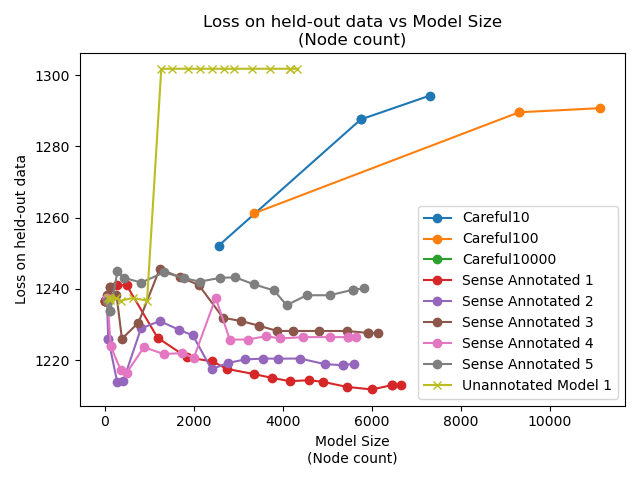 Loss on held-out data vs Model Size
(Node count)
Loss on held-out data
1300
1280
1260
1240
1220
0
2000
4000
6000
8000
10000
Model Size
(Node count)
Careful10
Careful100
Careful10000
Sense Annotated 1
Sense Annotated 2
Sense Annotated 3
Sense Annotated 4
Sense Annotated 5
Unannotated Model 1